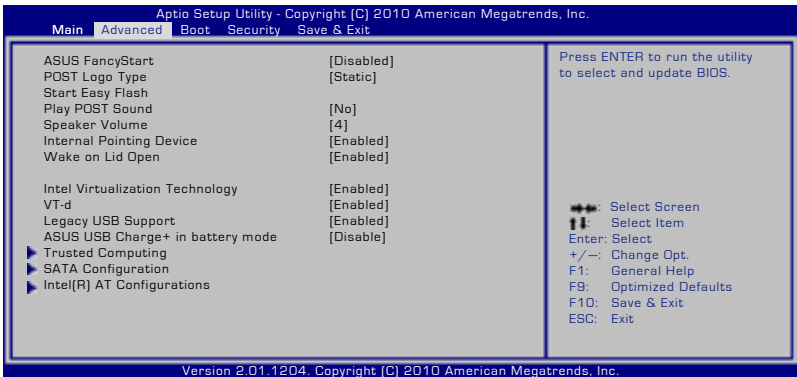 Aptio Setup Utility - Copyright (C) 2010 American Megatrends, Inc.
Main Advanced Boot Security Save & Exit
ASUS FancyStart [Disabled]
POST Logo Type [Static]
Start Easy Flash
Play POST Sound [No]
Speaker Volume [4]
Internal Pointing Device [Enabled]
Wake on Lid Open [Enabled]
Intel Virtualization Technology [Enabled]
VT-d [Enabled]
Legacy USB Support [Enabled]
ASUS USB Charge+ in battery mode [Disable]
Trusted Computing
SATA Configuration
Intel(R) AT Configurations
Press ENTER to run the utility
to select and update BIOS.
: Select Screen
: Select Item
Enter: Select
+/—: Change Opt.
F1: General Help
F9: Optimized Defaults
F10: Save & Exit
ESC: Exit
Version 2.01.1204. Copyright (C) 2010 American Megatrends, Inc.